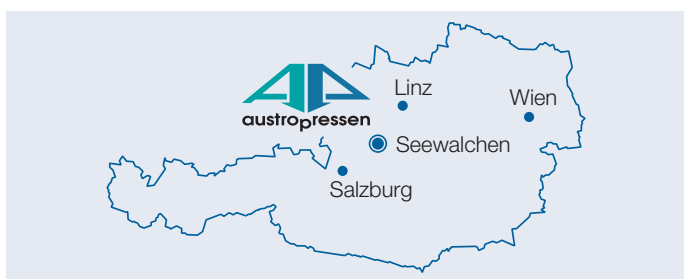 Linz
Wien
austropressen
Seewalchen
Salzburg